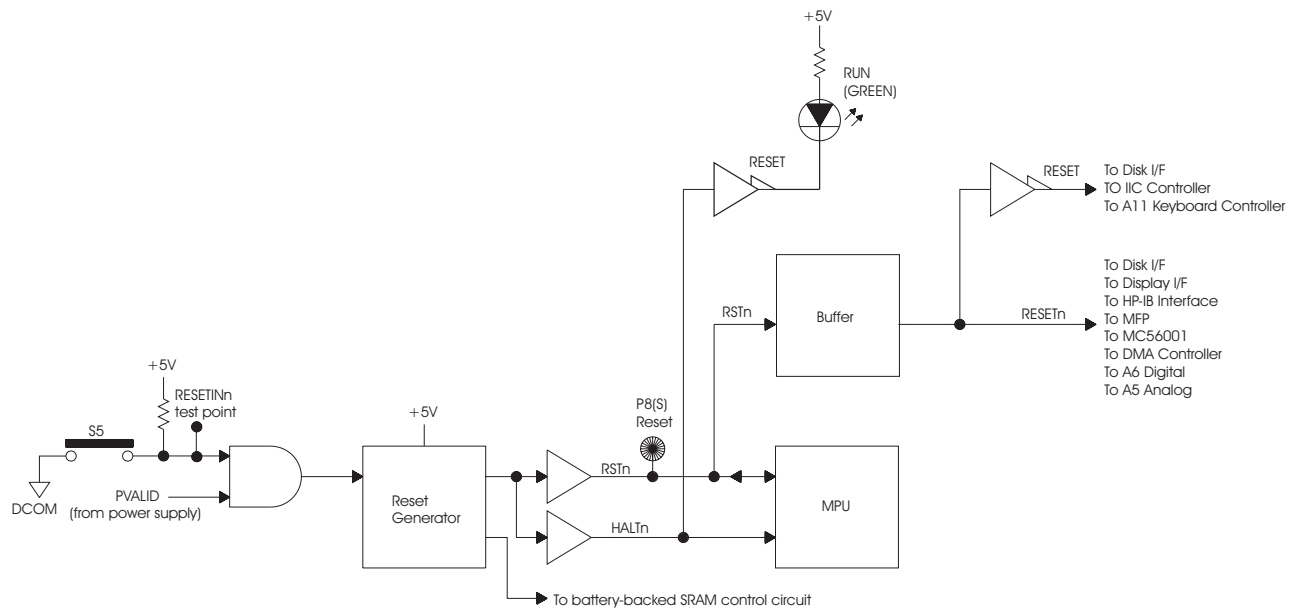 +5V
RUN
(GREEN)
RESET
RESET
To Disk I/F
TO IIC Controller
To A11 Keyboard Controller
RSTn
Buffer
RESETn
To Disk I/F
To Display I/F
To HP-IB Interface
To MFP
To MC56001
To DMA Controller
To A6 Digital
To A5 Analog
+5V
RESETINn
test point
S5
DCOM
PVALID
(from power supply)
+5V
Reset
Generator
P8(S)
Reset
RSTn
HALTn
MPU
To battery-backed SRAM control circuit